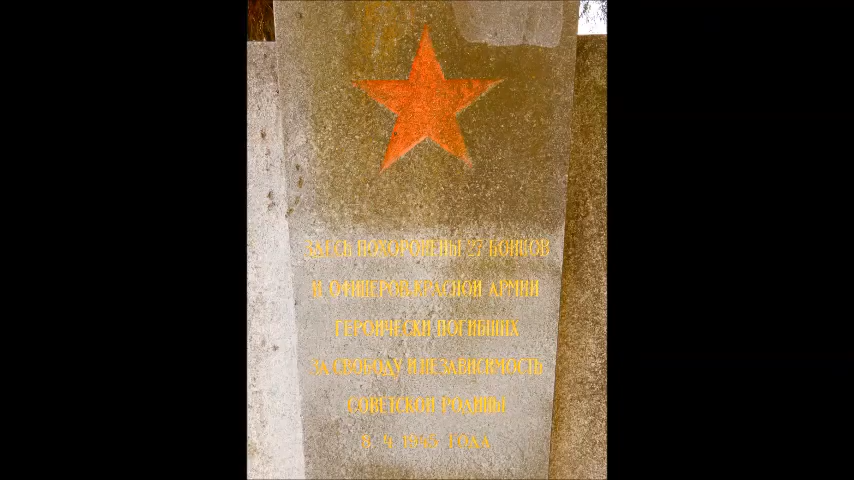 ЗДЕСЬ ПОХОРОНЕНЫ 27 БОЙЦОВ
И ОФИЦЕРОВ КРАСНОЙ АРМИИ
ГЕРОИЧЕСКИ ПОГИБШИХ
ЗА СВОБОДУ И НЕЗАВИСИМОСТЬ
СОВЕТСКОЙ РОДИНЫ
8. 4. 1945 ГОДА